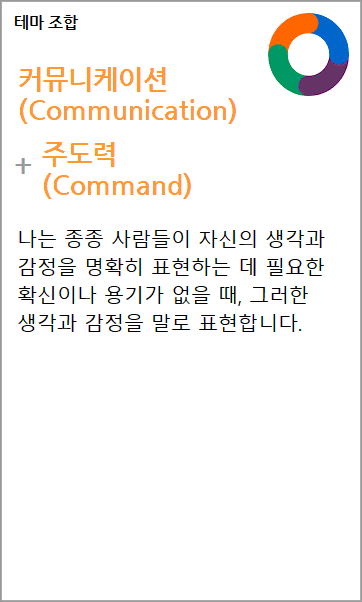 테마 조합
커뮤니케이션
(Communication)
+ 주도력
(Command)
나는 종종 사람들이 자신의 생각과
감정을 명확히 표현하는 데 필요한
확신이나 용기가 없을 때, 그러한
생각과 감정을 말로 표현합니다.